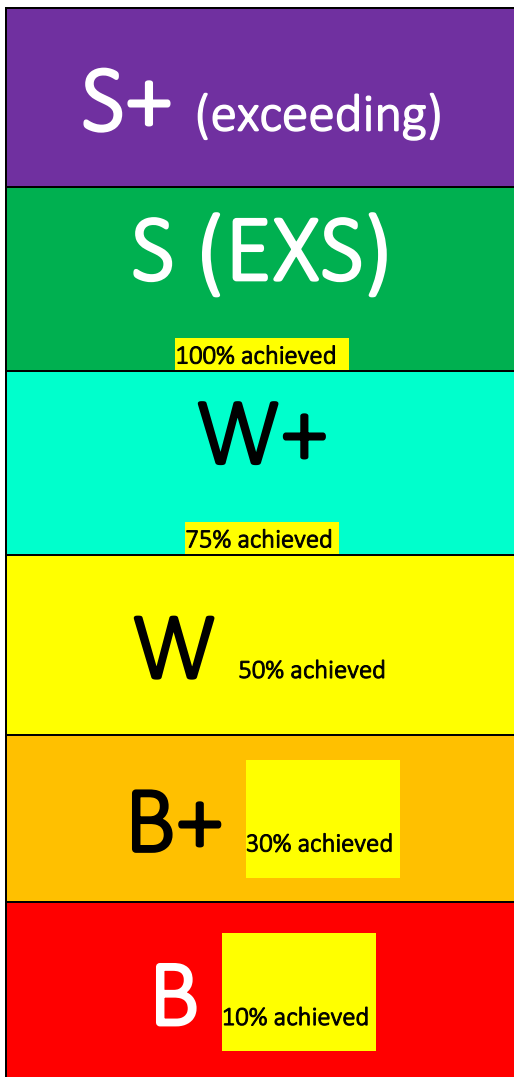 S+ (exceeding)
S (EXS)
100% achieved
W+
75% achieved
W 50% achieved
B+ 30% achieved
B 10% achieved